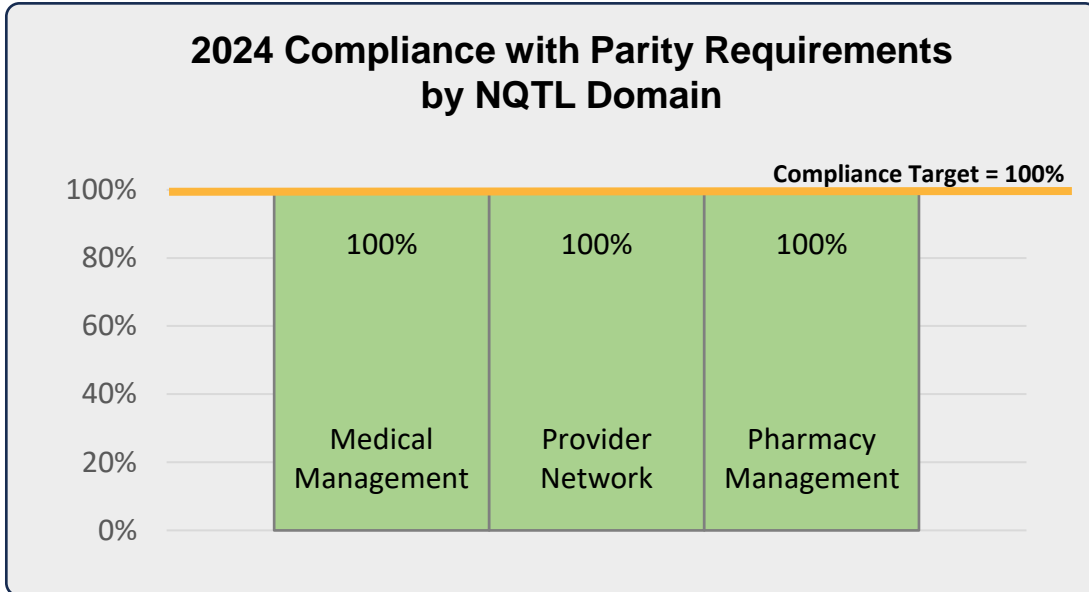 2024 Compliance with Parity Requirements
by NQTL Domain
Compliance Target = 100%
100%
80%
60%
40%
20%
0%
100%
100%
100%
Medical
Management
Provider
Network
Pharmacy
Management